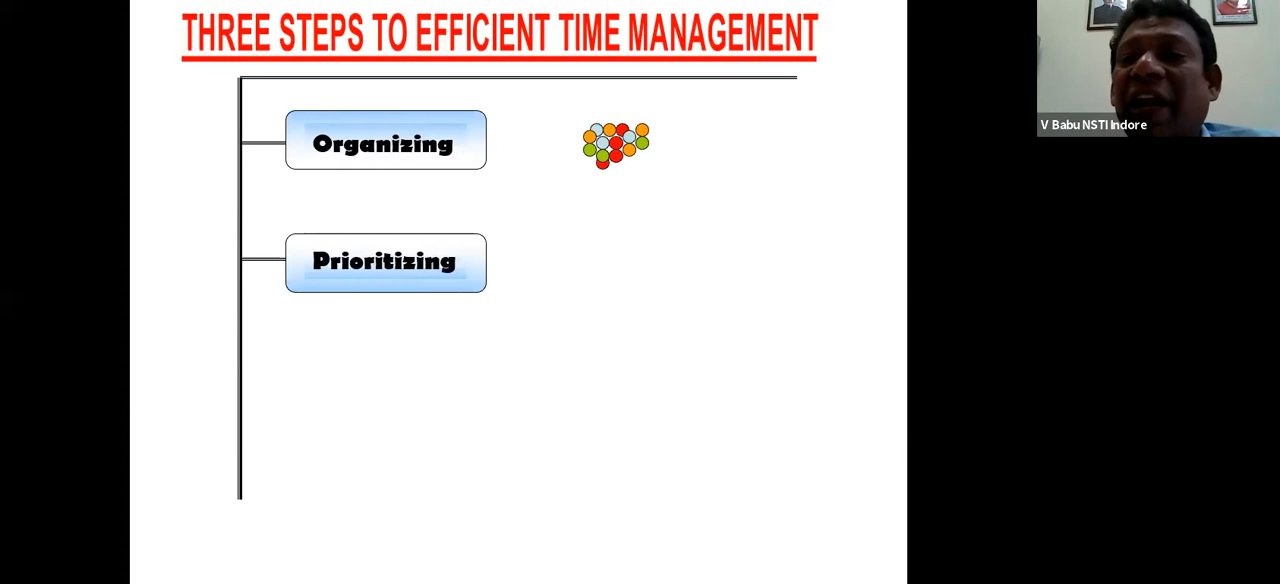 THREE STEPS TO EFFICIENT TIME MANAGEMENT
Organizing
Prioritizing
V Babu NSTI Indore